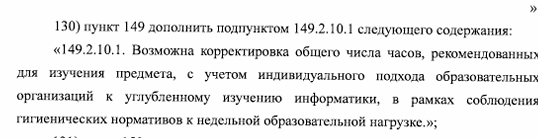 »
130) пункт 149 дополнить подпунктом 149.2.10.1 следующего содержания:
«149.2.10.1. Возможна корректировка общего числа часов, рекомендованных
для изучения предмета, с учетом индивидуального подхода образовательных
организаций к углубленному изучению информатики, в рамках соблюдения
гигиенических нормативов к недельной образовательной нагрузке.»;